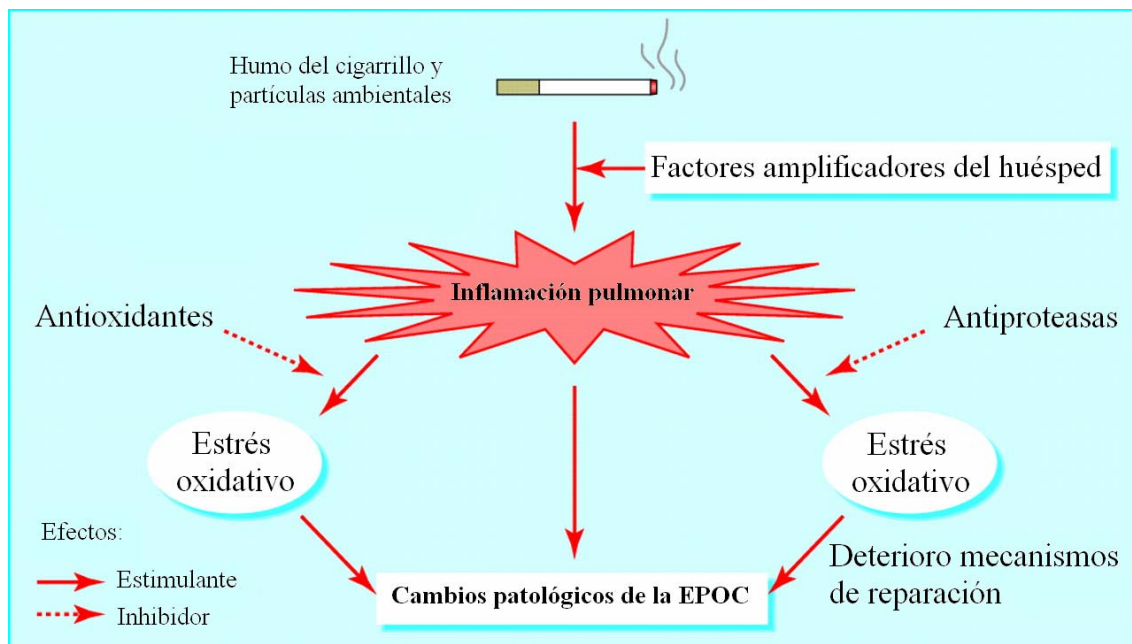 Humo del cigarrillo y
partículas ambientales
Factores amplificadores del huésped
Inflamación pulmonar
Antioxidantes
Antiproteasas
Estrés
oxidativo
Estrés
oxidativo
Efectos:
Estimulante
Inhibidor
Cambios patológicos de la EPOC
Deterioro mecanismos
de reparación